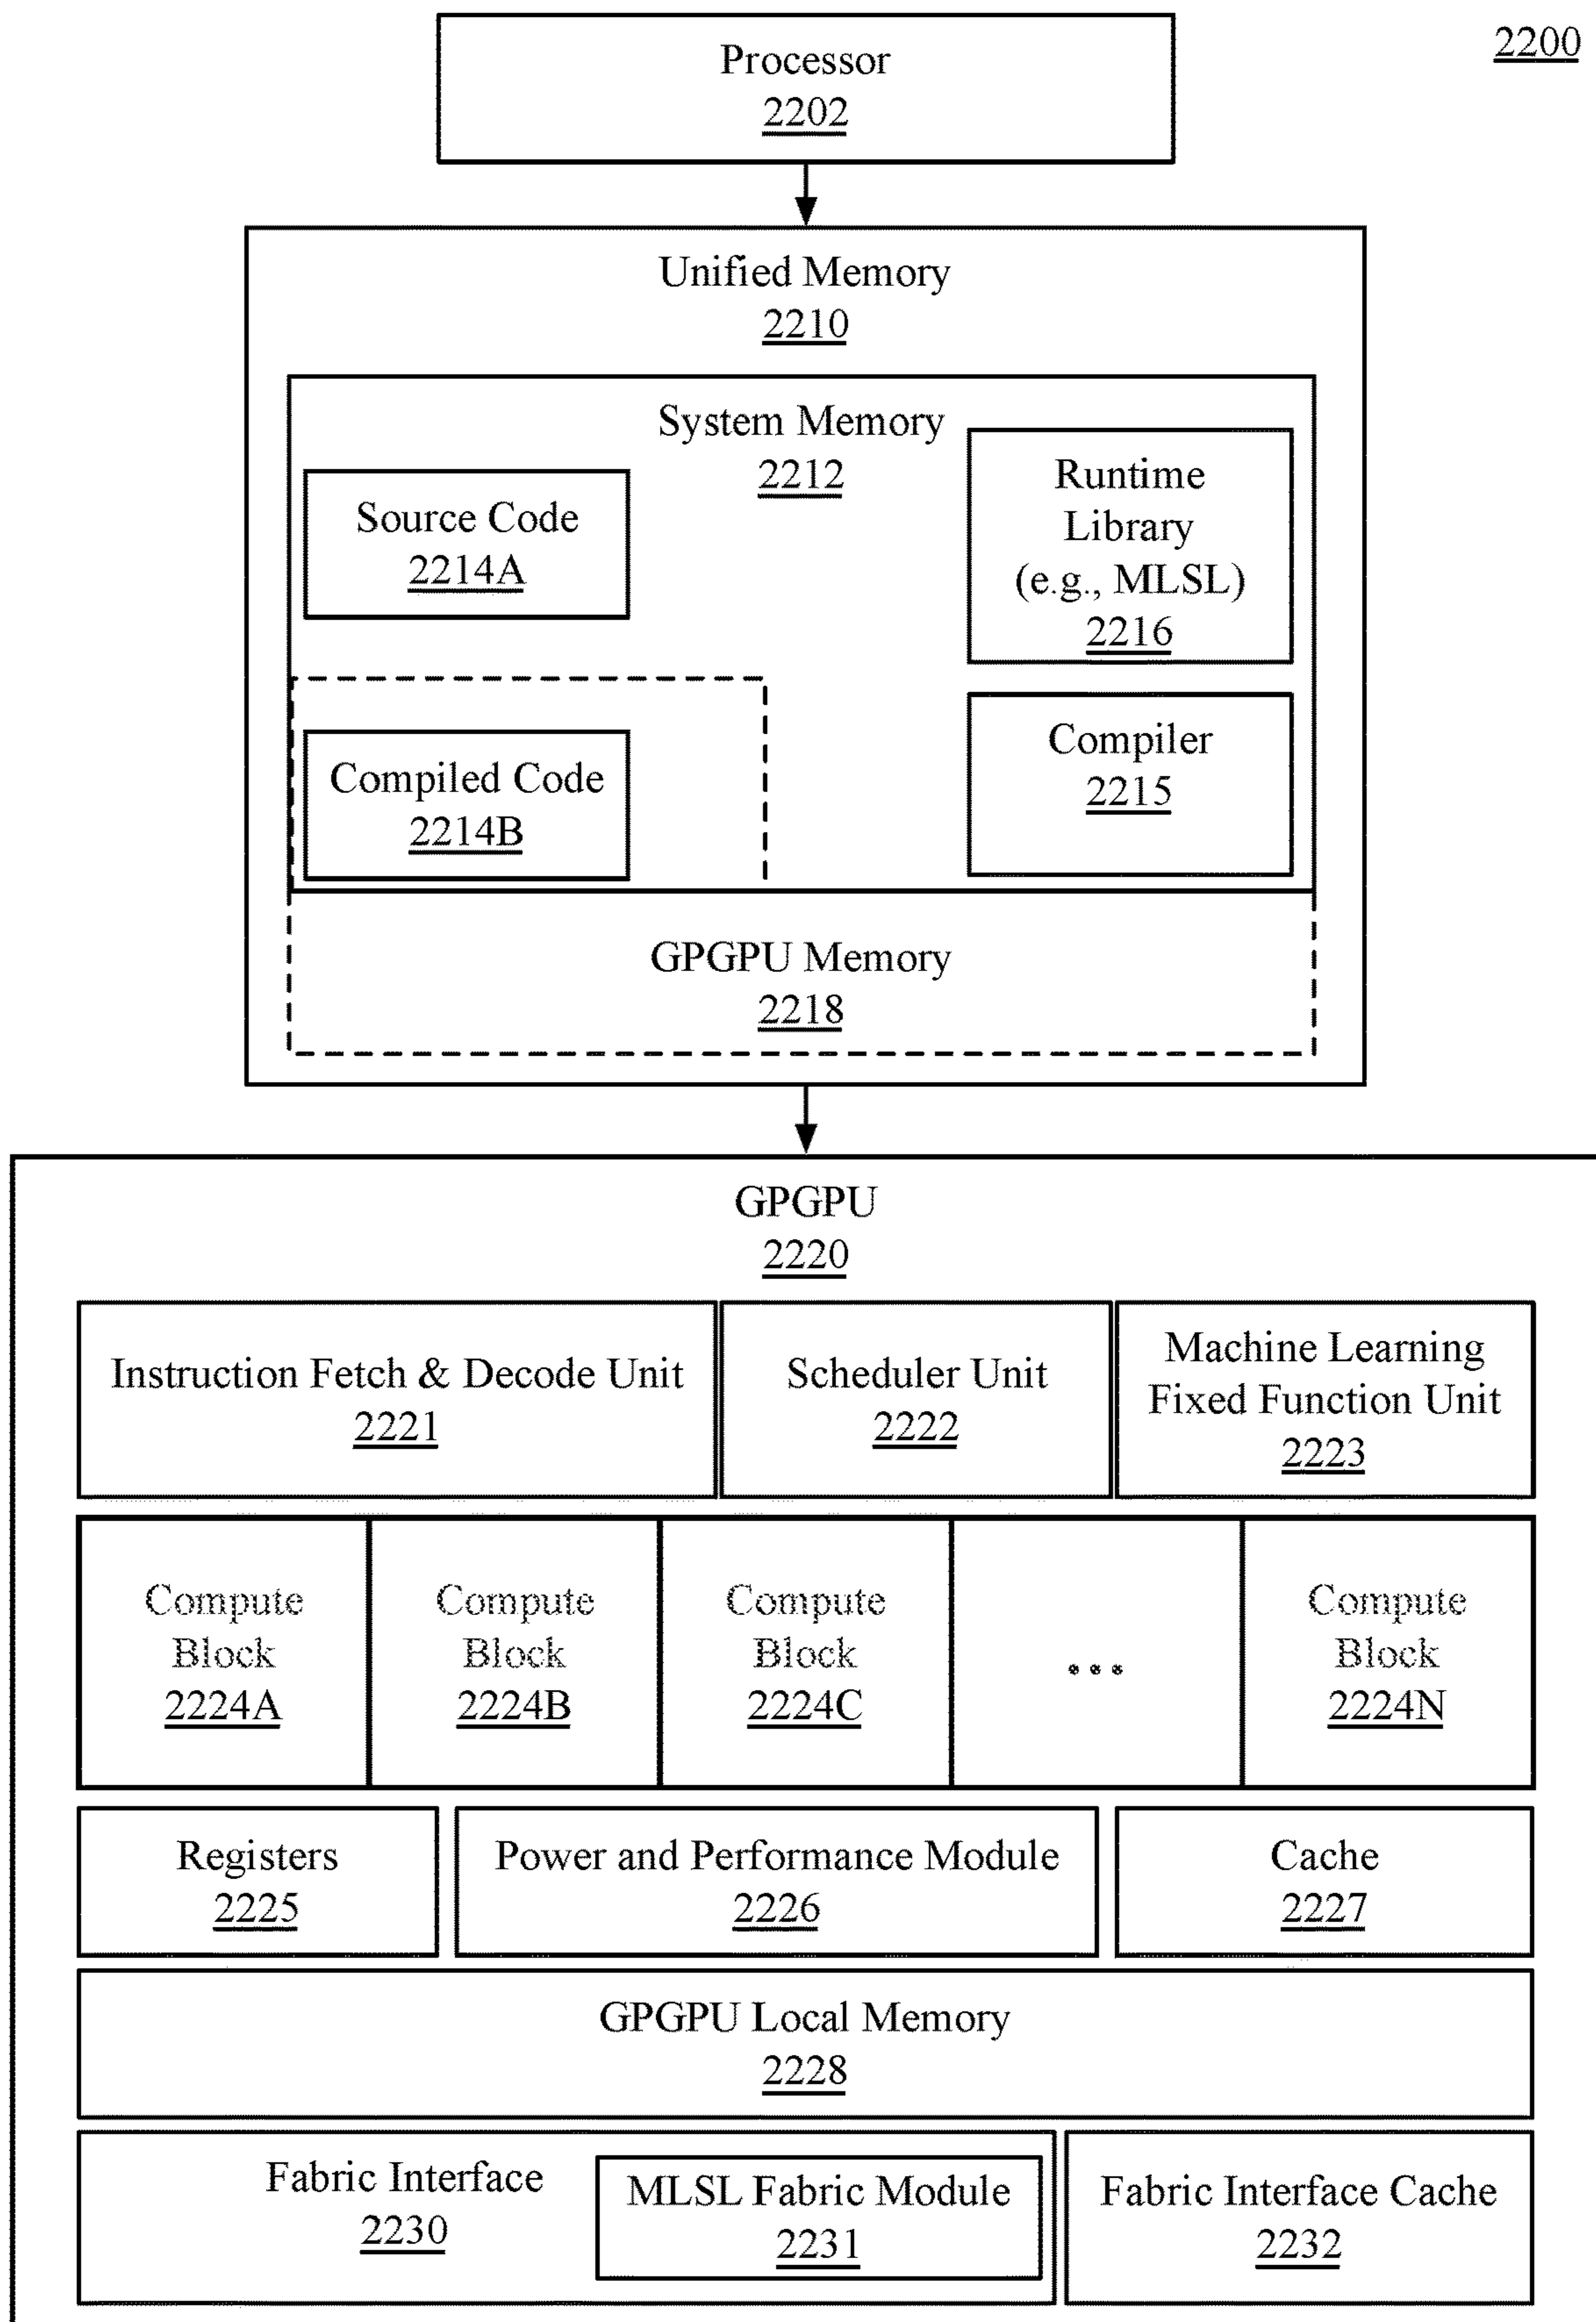 2200
Processor
2202
Unified Memory
2210
System Memory
2212
Source Code
2214A
Runtime
Library
(e.g., MLSL)
2216
Compiled Code
2214B
Compiler
2215
GPGPU Memory
2218
GPGPU
2220
Instruction Fetch & Decode Unit
2221
Scheduler Unit
2222
Machine Learning
Fixed Function Unit
2223
Compute
Block
2224A
Compute
Block
2224B
Compute
Block
2224C
...
Compute
Block
2224N
Registers
2225
Power and Performance Module
2226
Cache
2227
GPGPU Local Memory
2228
Fabric Interface
2230
MLSL Fabric Module
2231
Fabric Interface Cache
2232